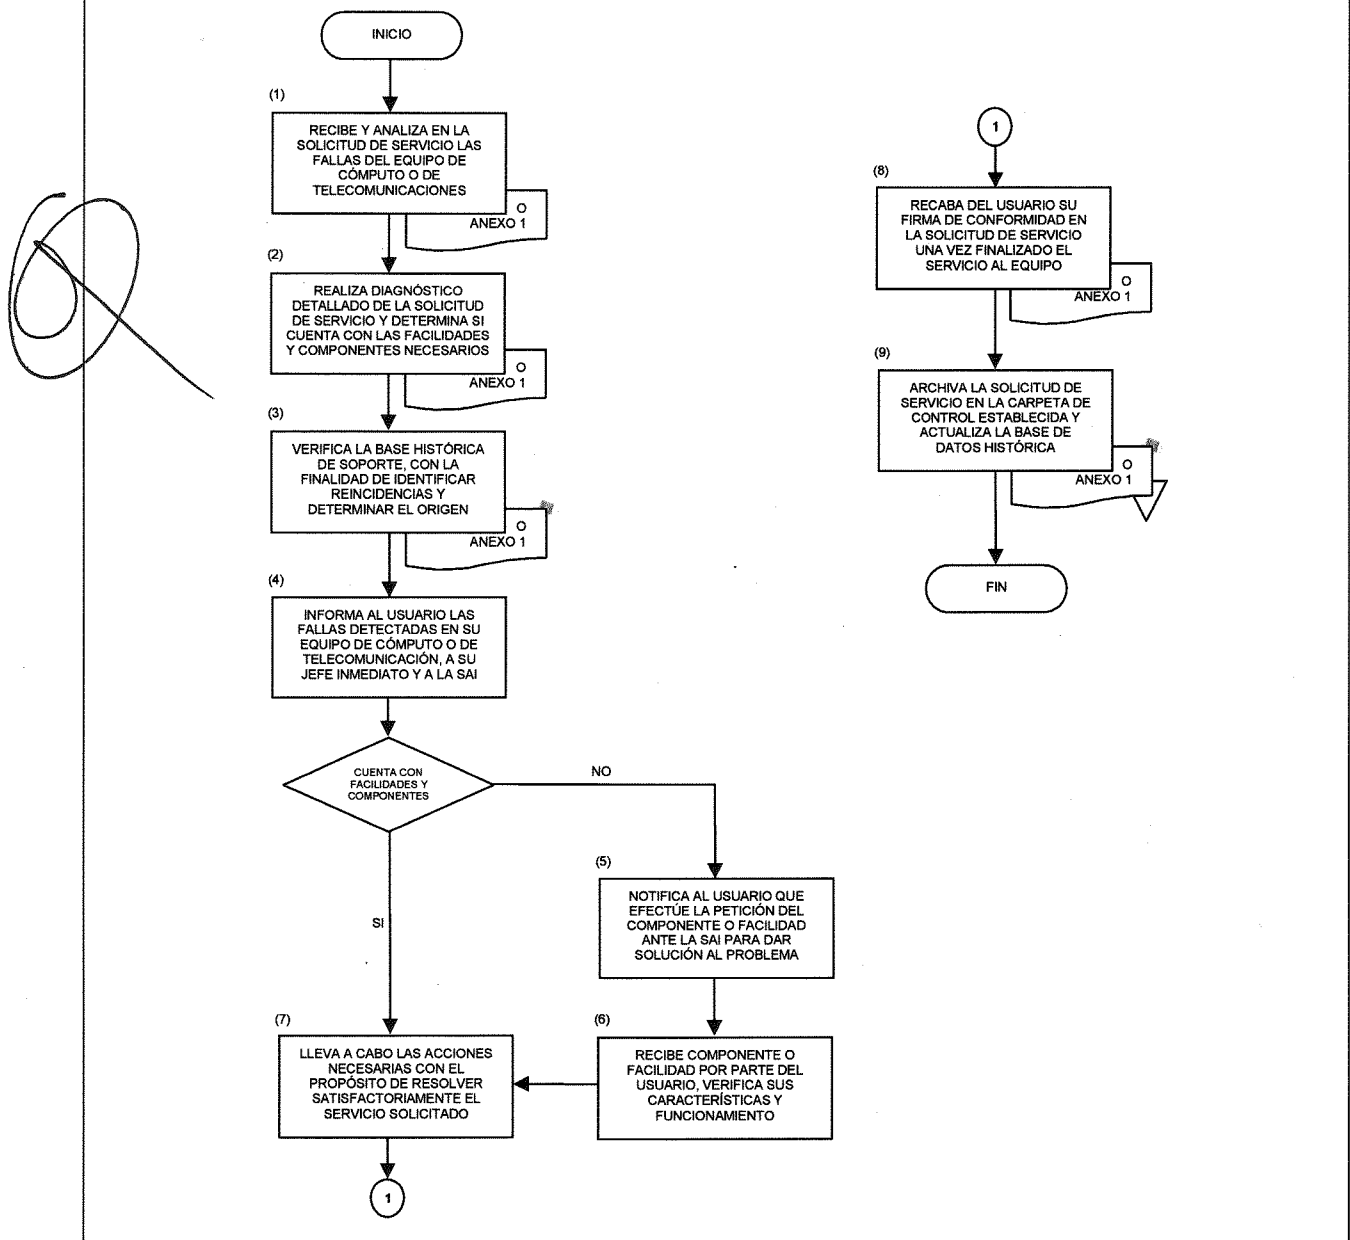 INICIO
(1)
RECIBE Y ANALIZA EN LA
SOLICITUD DE SERVICIO LAS
FALLAS DEL EQUIPO DE
CÓMPUTO O DE
TELECOMUNICACIONES
O
ANEXO 1
(2)
REALIZA DIAGNÓSTICO
DETALLADO DE LA SOLICITUD
DE SERVICIO Y DETERMINA SI
CUENTA CON LAS FACILIDADES
Y COMPONENTES NECESARIOS
O
ANEXO 1
(3)
VERIFICA LA BASE HISTÓRICA
DE SOPORTE, CON LA
FINALIDAD DE IDENTIFICAR
REINCIDENCIAS Y
DETERMINAR EL ORIGEN
O
ANEXO 1
(4)
INFORMA AL USUARIO LAS
FALLAS DETECTADAS EN SU
EQUIPO DE CÓMPUTO O DE
TELECOMUNICACIÓN, A SU
JEFE INMEDIATO Y A LA SAI
CUENTA CON
FACILIDADES Y
COMPONENTES
NO
SI
(5)
NOTIFICA AL USUARIO QUE
EFECTÚE LA PETICIÓN DEL
COMPONENTE O FACILIDAD
ANTE LA SAI PARA DAR
SOLUCIÓN AL PROBLEMA
(6)
RECIBE COMPONENTE O
FACILIDAD POR PARTE DEL
USUARIO, VERIFICA SUS
CARACTERÍSTICAS Y
FUNCIONAMIENTO
(7)
LLEVA A CABO LAS ACCIONES
NECESARIAS CON EL
PROPÓSITO DE RESOLVER
SATISFACTORIAMENTE EL
SERVICIO SOLICITADO
1
1
(8)
RECABA DEL USUARIO SU
FIRMA DE CONFORMIDAD EN
LA SOLICITUD DE SERVICIO
UNA VEZ FINALIZADO EL
SERVICIO AL EQUIPO
O
ANEXO 1
(9)
ARCHIVA LA SOLICITUD DE
SERVICIO EN LA CARPETA DE
CONTROL ESTABLECIDA Y
ACTUALIZA LA BASE DE
DATOS HISTÓRICA
O
ANEXO 1
FIN